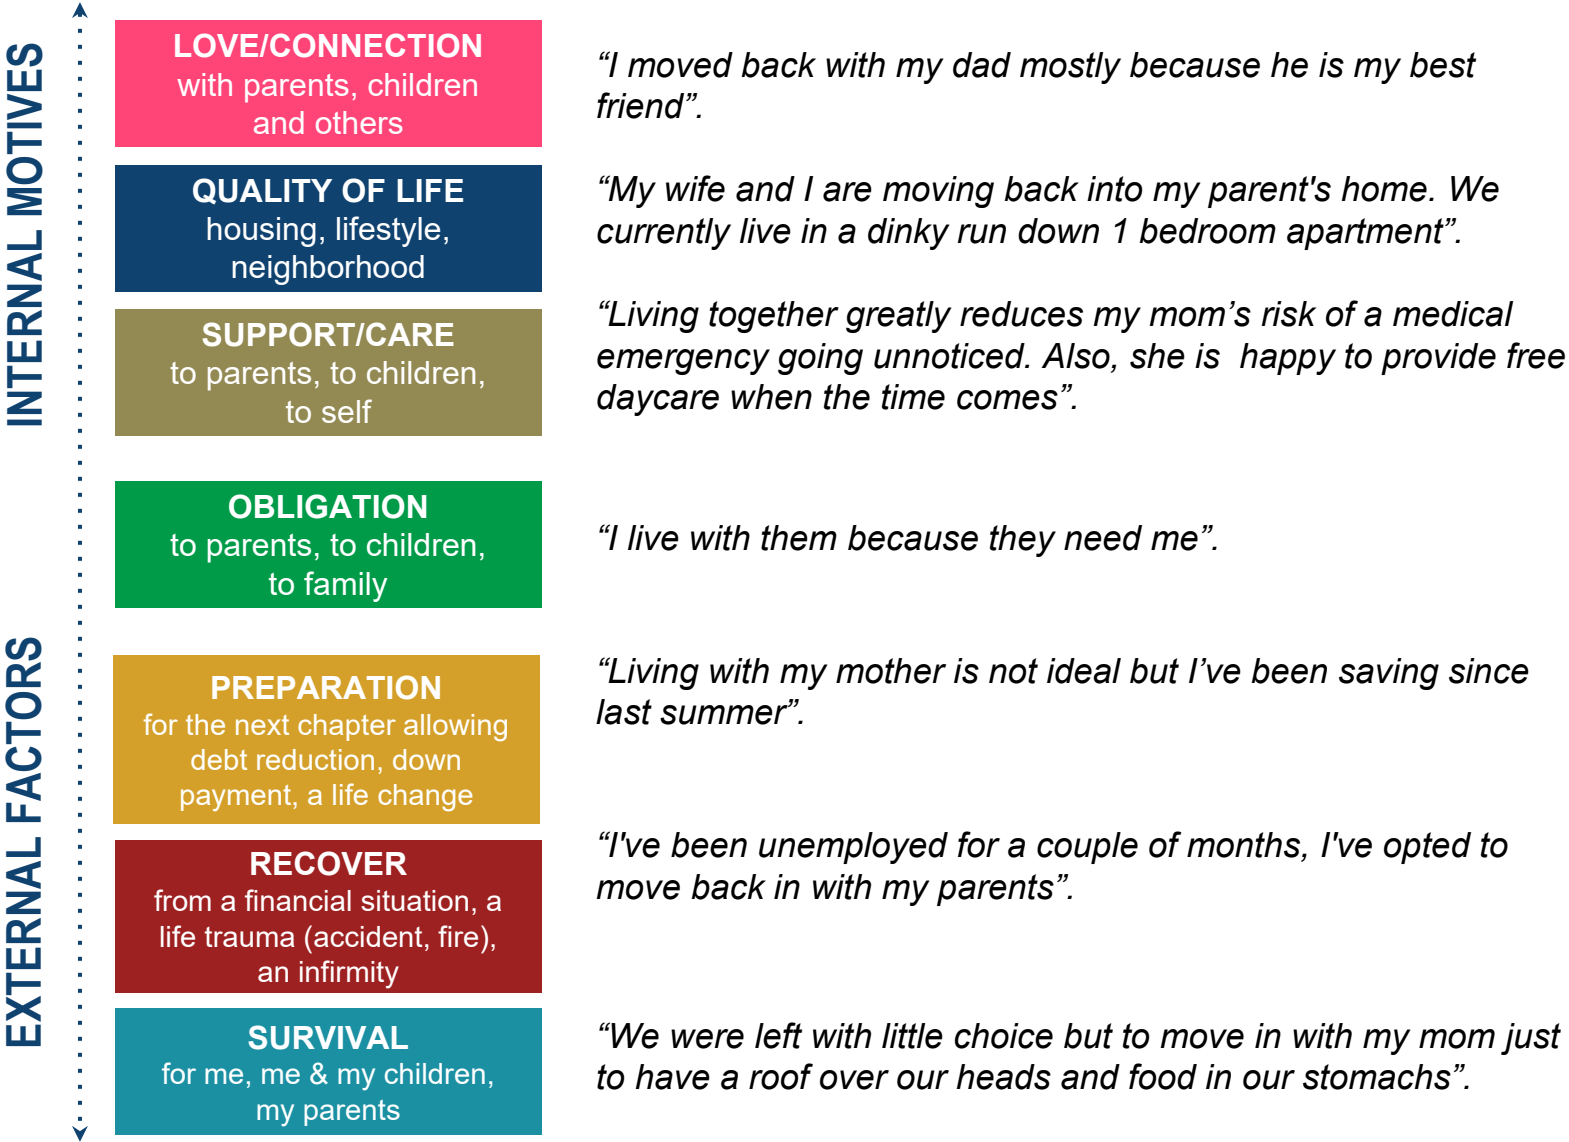 INTERNAL MOTIVES
LOVE/CONNECTION
with parents, children
and others
“I moved back with my dad mostly because he is my best
friend”.
QUALITY OF LIFE
housing, lifestyle,
neighborhood
“My wife and I are moving back into my parent's home. We
currently live in a dinky run down 1 bedroom apartment”.
SUPPORT/CARE
to parents, to children,
to self
“Living together greatly reduces my mom’s risk of a medical
emergency going unnoticed. Also, she is  happy to provide free
daycare when the time comes”.
OBLIGATION
to parents, to children,
to family
“I live with them because they need me”.
EXTERNAL FACTORS
PREPARATION
for the next chapter allowing
debt reduction, down
payment, a life change
“Living with my mother is not ideal but I’ve been saving since
last summer”.
RECOVER
from a financial situation, a
life trauma (accident, fire),
an infirmity
“I've been unemployed for a couple of months, I've opted to
move back in with my parents”.
SURVIVAL
for me, me & my children,
my parents
“We were left with little choice but to move in with my mom just
to have a roof over our heads and food in our stomachs”.